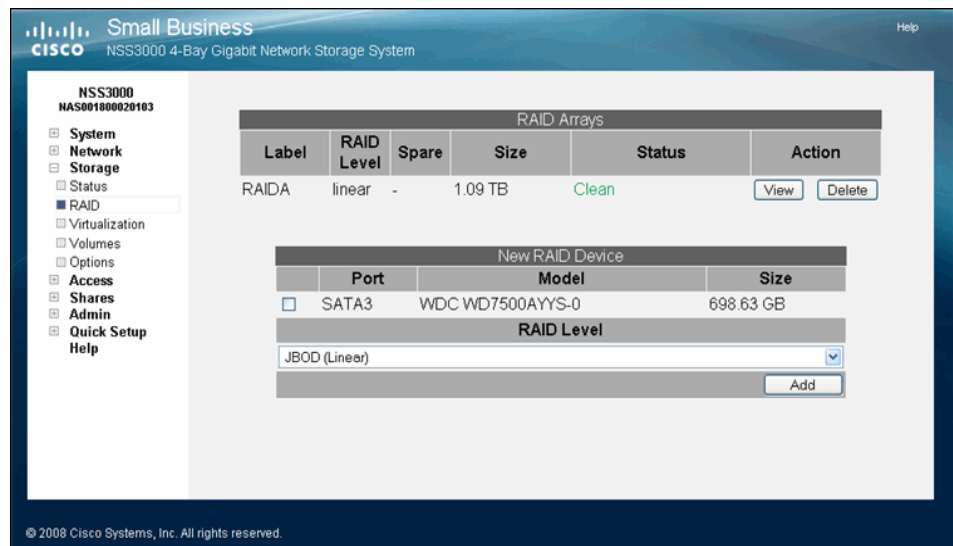 Small Business
CISCO NSS3000 4-Bay Gigabit Network Storage System
Help
NSS3000
NAS001800020103
System
Network
Storage
Status
RAID
Virtualization
Volumes
Options
Access
Shares
Admin
Quick Setup
Help
RAID Arrays
Label RAID Level Spare Size Status Action
RAIDA linear - 1.09 TB Clean View Delete
New RAID Device
Port Model Size
SATA3 WDC WD7500AYYS-0 698.63 GB
RAID Level
JBOD (Linear)
Add
© 2008 Cisco Systems, Inc. All rights reserved.